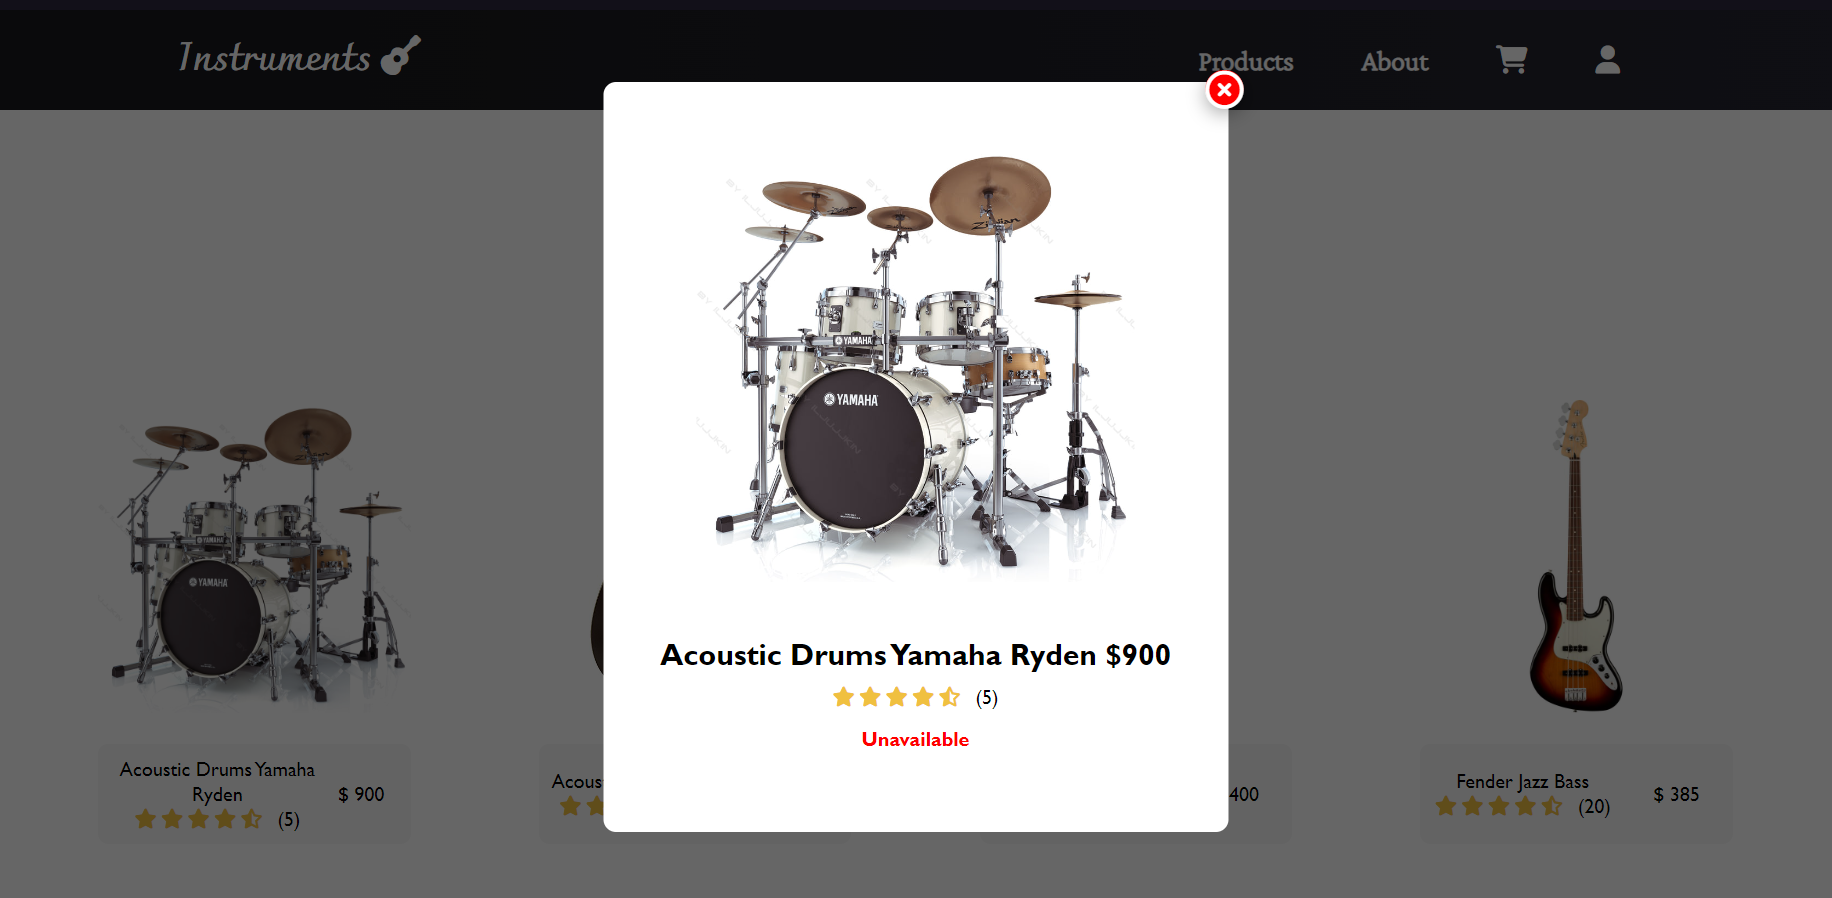 Instruments
Products
About
Zildjian
YAMAHA
YAMAHA
Acoustic Drums Yamaha Ryden $900
(5)
Unavailable
YAMAHA
YAMAHA
Acoustic Drums Yamaha
Ryden
$ 900
(5)
Acous
400
Fender Jazz Bass
(20)
$ 385